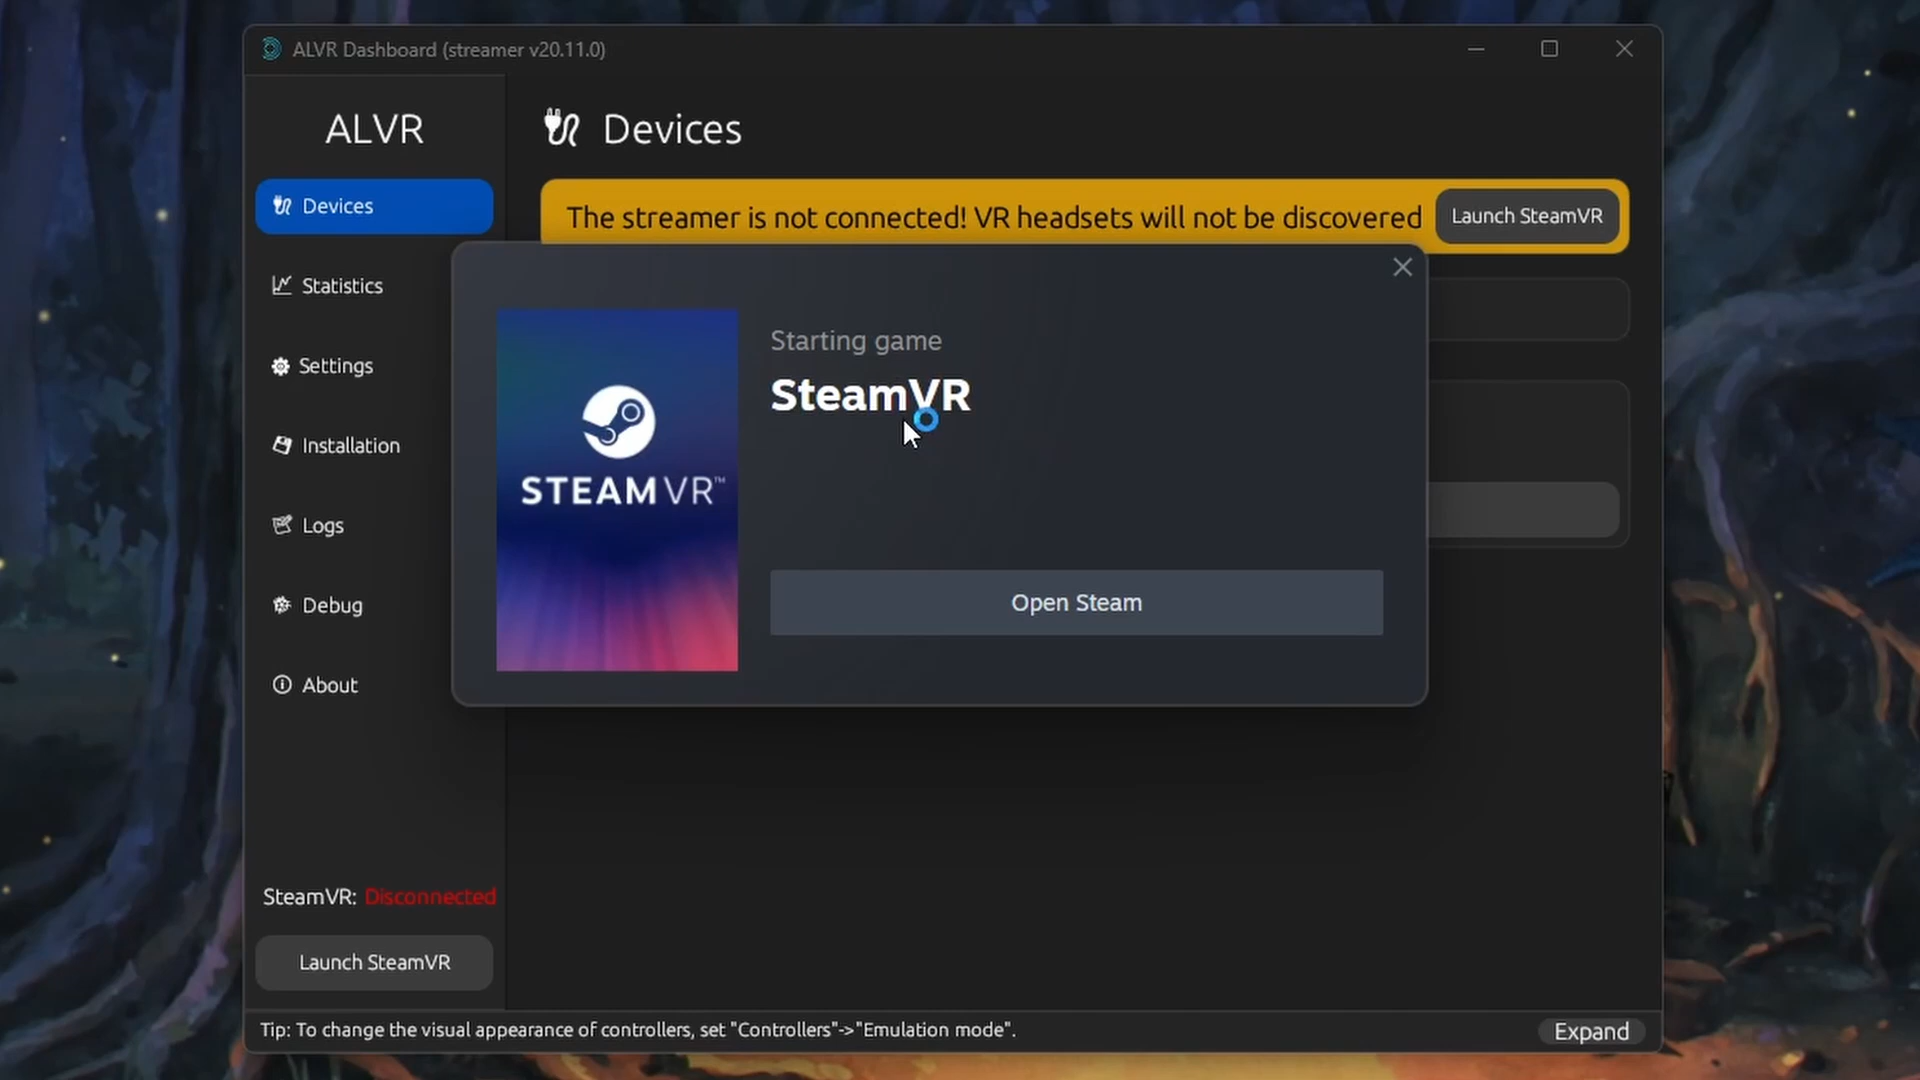 ALVR Dashboard (streamer v20.11.0)
ALVR
Devices
Statistics
Settings
Installation
Logs
Debug
About
SteamVR: Disconnected
Launch SteamVR
Devices
The streamer is not connected! VR headsets will not be discovered
Launch SteamVR
STEAMVR™
Starting game
SteamVR
Open Steam
Tip: To change the visual appearance of controllers, set "Controllers"->"Emulation mode".
Expand